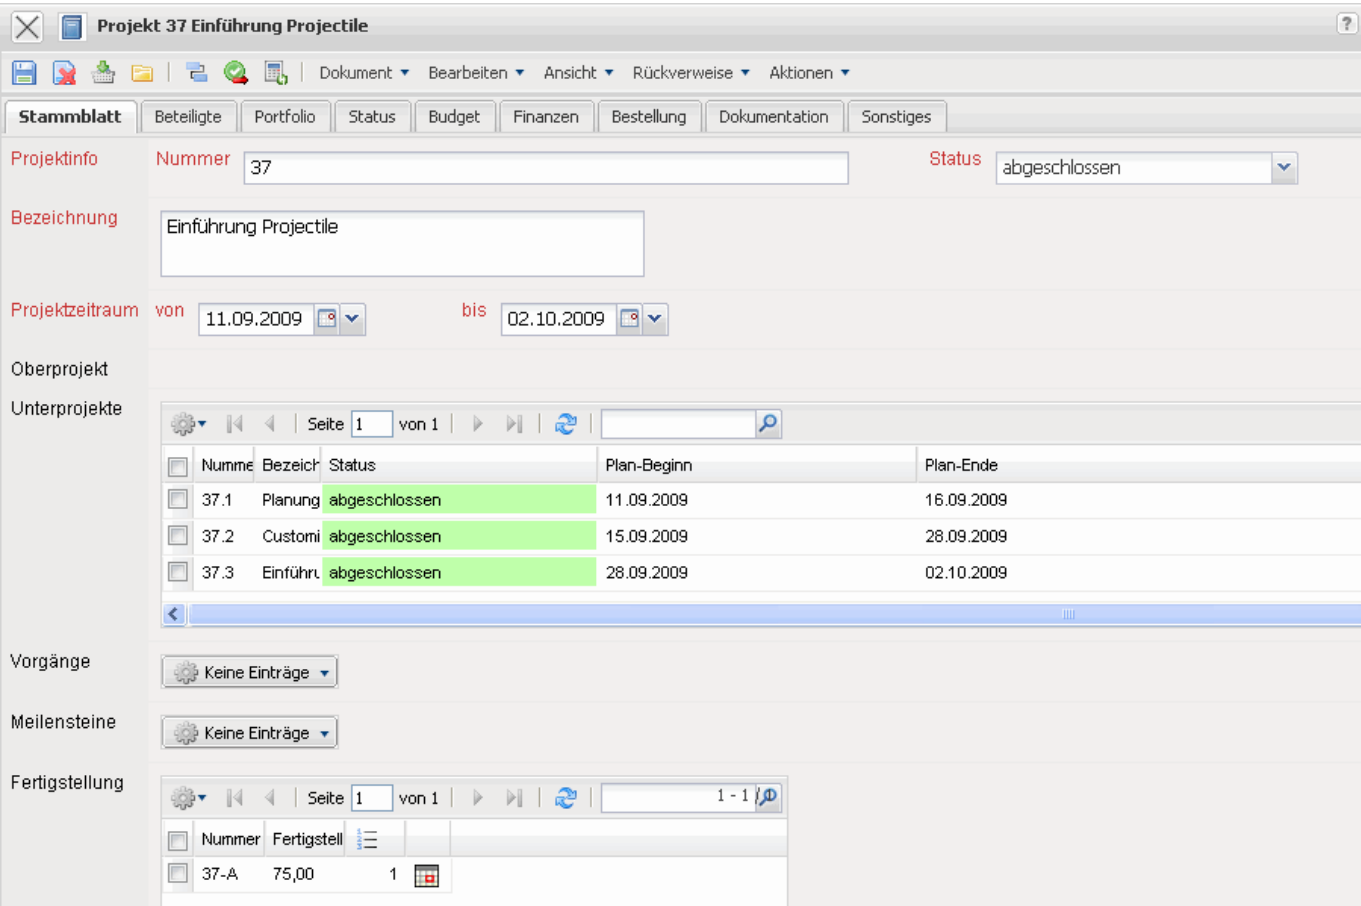 Projekt 37 Einführung Projectile
?
Dokument Bearbeiten Ansicht Rückverweise Aktionen
Stammblatt Beteiligte Portfolio Status Budget Finanzen Bestellung Dokumentation Sonstiges
Projektinfo Nummer 37 Status abgeschlossen
Bezeichnung Einführung Projectile
Projektzeitraum von 11.09.2009 bis 02.10.2009
Oberprojekt
Unterprojekte
Seite 1 von 1
Numme Bezeich Status Plan-Beginn Plan-Ende
37.1 Planung abgeschlossen 11.09.2009 16.09.2009
37.2 Customi abgeschlossen 15.09.2009 28.09.2009
37.3 Einführu abgeschlossen 28.09.2009 02.10.2009
Vorgänge Keine Einträge
Meilensteine Keine Einträge
Fertigstellung
Seite 1 von 1 1 - 1 /
Nummer Fertigstell
37-A 75,00 1